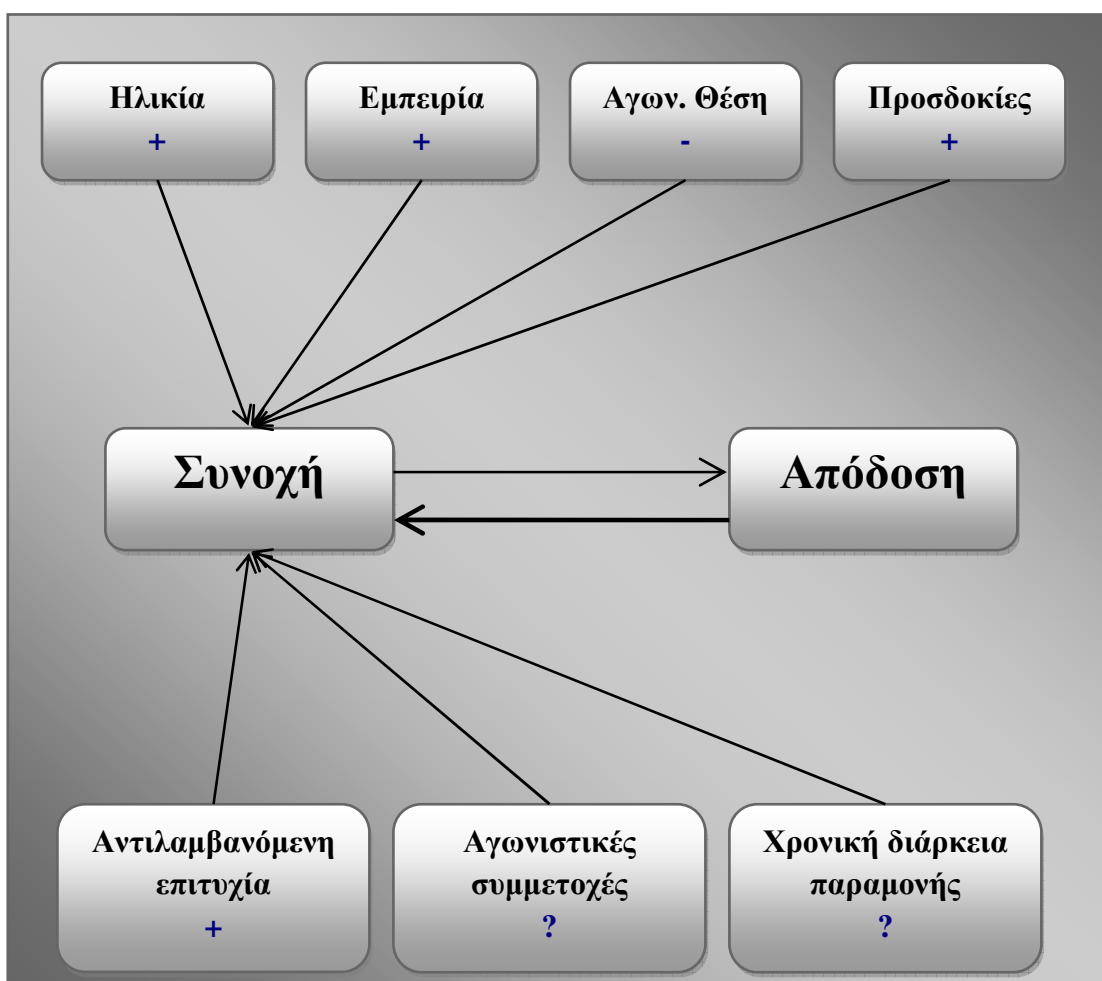 Ηλικία
+
Εμπειρία
+
Αγων. Θέση
-
Προσδοκίες
+
Συνοχή
Απόδοση
Αντιλαμβανόμενη
επιτυχία
+
Αγωνιστικές
συμμετοχές
?
Χρονική διάρκεια
παραμονής
?